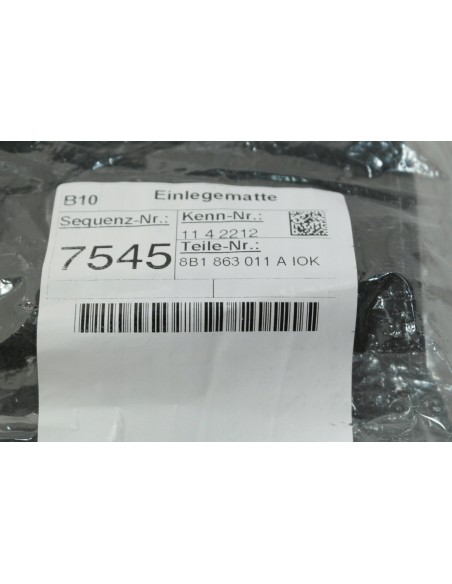 B10 Einlegematte
Sequenz-Nr.: Kenn-Nr.:
11 4 2212
7545 Teile-Nr.:
8B1 863 011 A IOK